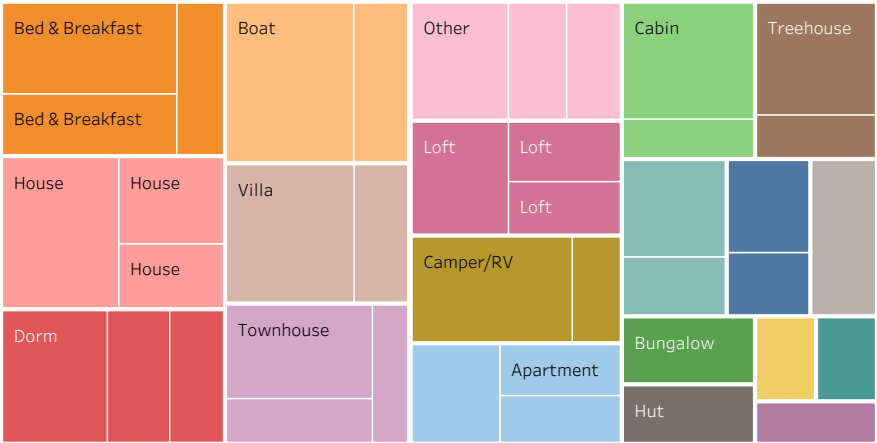 Bed & Breakfast
Bed & Breakfast
House
House
House
Dorm
Boat
Villa
Townhouse
Other
Loft
Loft
Loft
Camper/RV
Apartment
Cabin
Treehouse
Bungalow
Hut